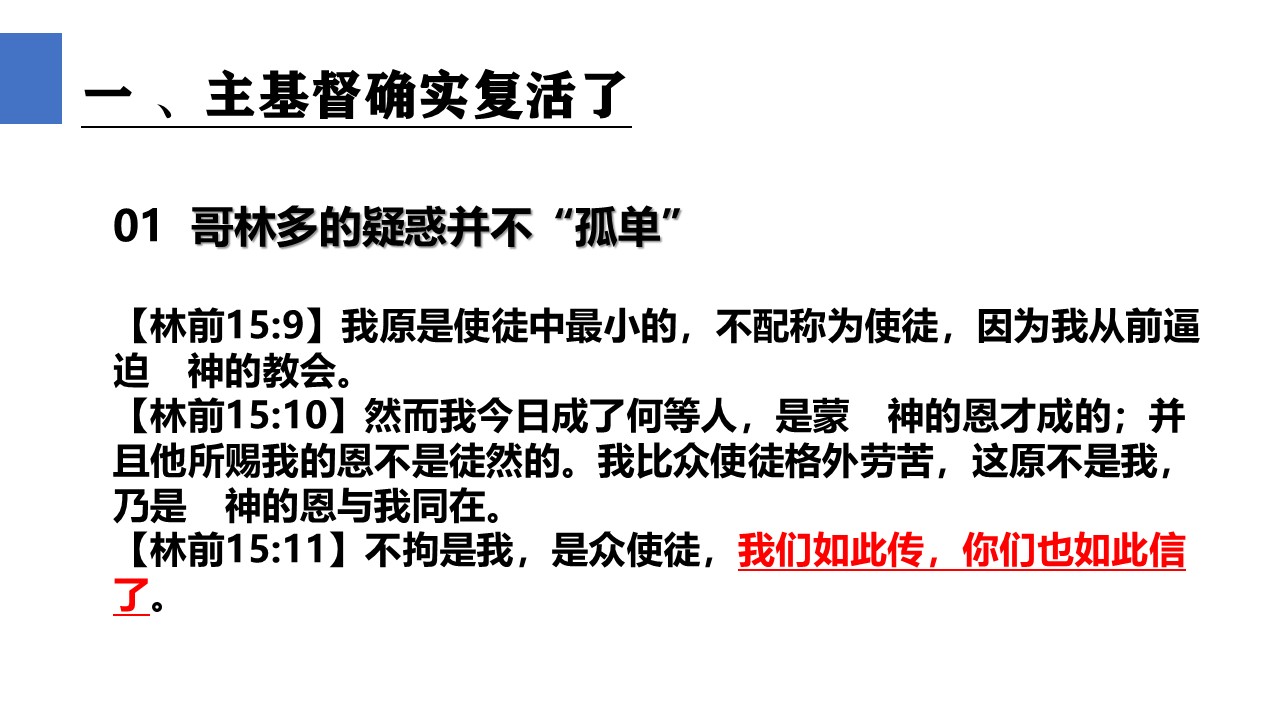 一 、主基督确实复活了
01 哥林多的疑惑并不“孤单”
【林前15:9】我原是使徒中最小的，不配称为使徒，因为我从前逼
迫　神的教会。
【林前15:10】然而我今日成了何等人，是蒙　神的恩才成的；并
且他所赐我的恩不是徒然的。我比众使徒格外劳苦，这原不是我，
乃是　神的恩与我同在。
【林前15:11】不拘是我，是众使徒，我们如此传，你们也如此信
了。